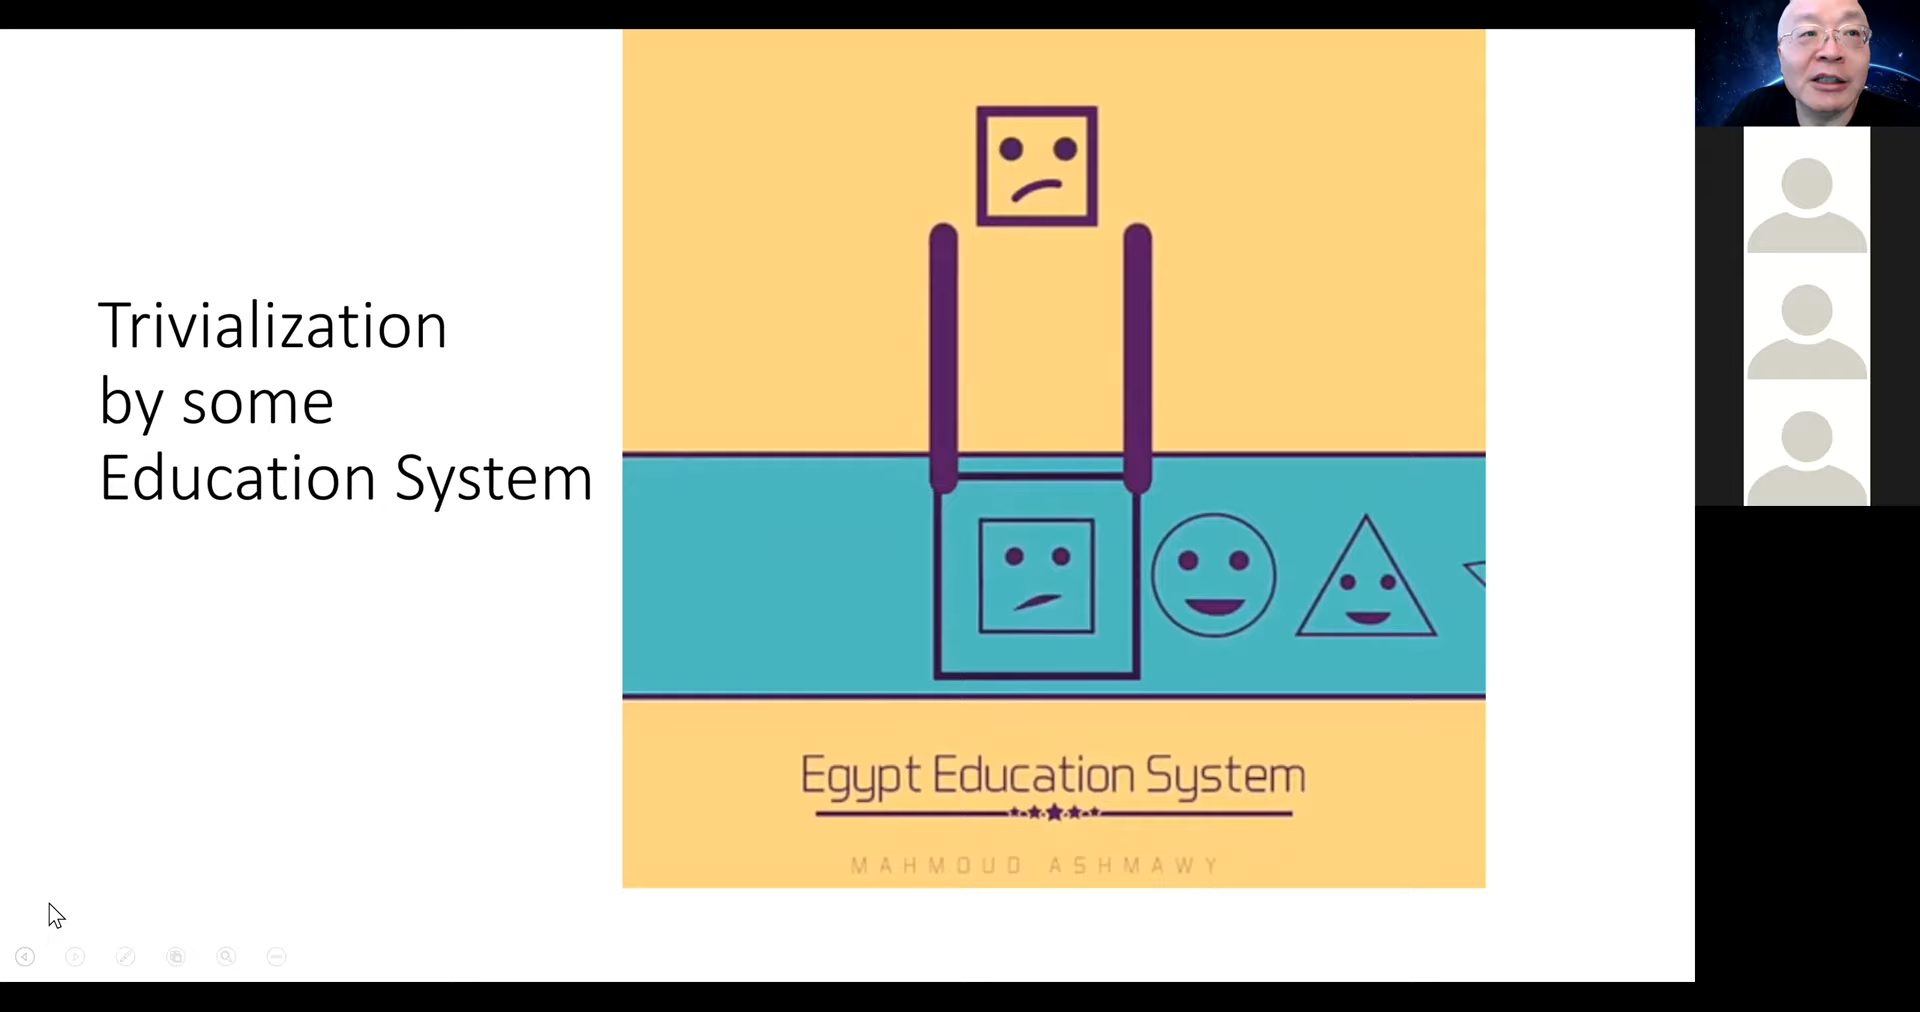 Trivialization
by some
Education System
Egypt Education System
MAHMOUD ASHMAWY